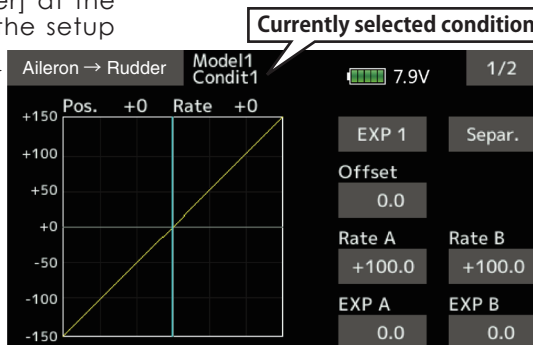 er] at the
the setup
Currently selected condition
Aileron → Rudder
Model1
Condit1
7.9V
1/2
Pos. +0 Rate +0
+150
+100
+50
+0
-50
-100
-150
EXP 1
Separ.
Offset
0.0
Rate A
Rate B
+100.0
+100.0
EXP A
EXP B
0.0
0.0